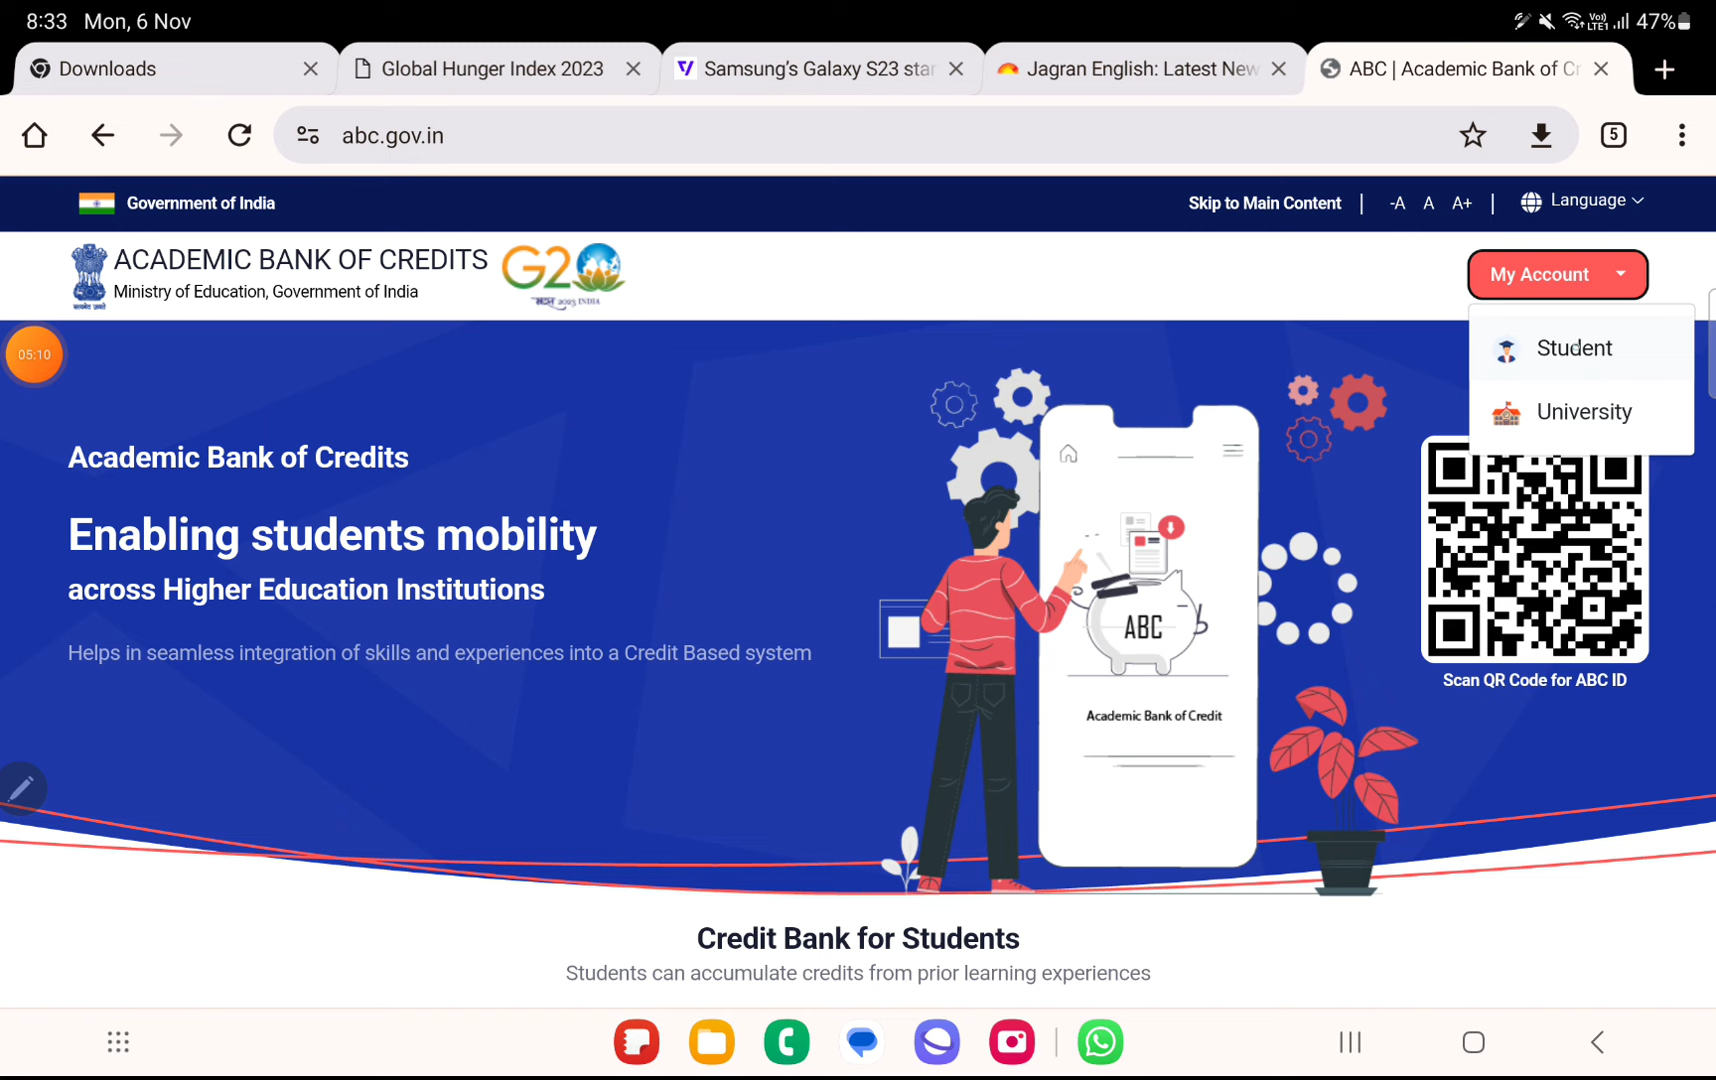 8:33 Mon, 6 Nov
Vo)) LTE1 47%
Downloads
Global Hunger Index 2023
Samsung’s Galaxy S23 star
Jagran English: Latest New
ABC | Academic Bank of Cr
abc.gov.in
5
Government of India
Skip to Main Content | -A A A+ | Language
ACADEMIC BANK OF CREDITS
Ministry of Education, Government of India
G20
2023 INDIA
My Account
Student
University
05:10
Academic Bank of Credits
Enabling students mobility
across Higher Education Institutions
Helps in seamless integration of skills and experiences into a Credit Based system
ABC
Academic Bank of Credit
Scan QR Code for ABC ID
Credit Bank for Students
Students can accumulate credits from prior learning experiences